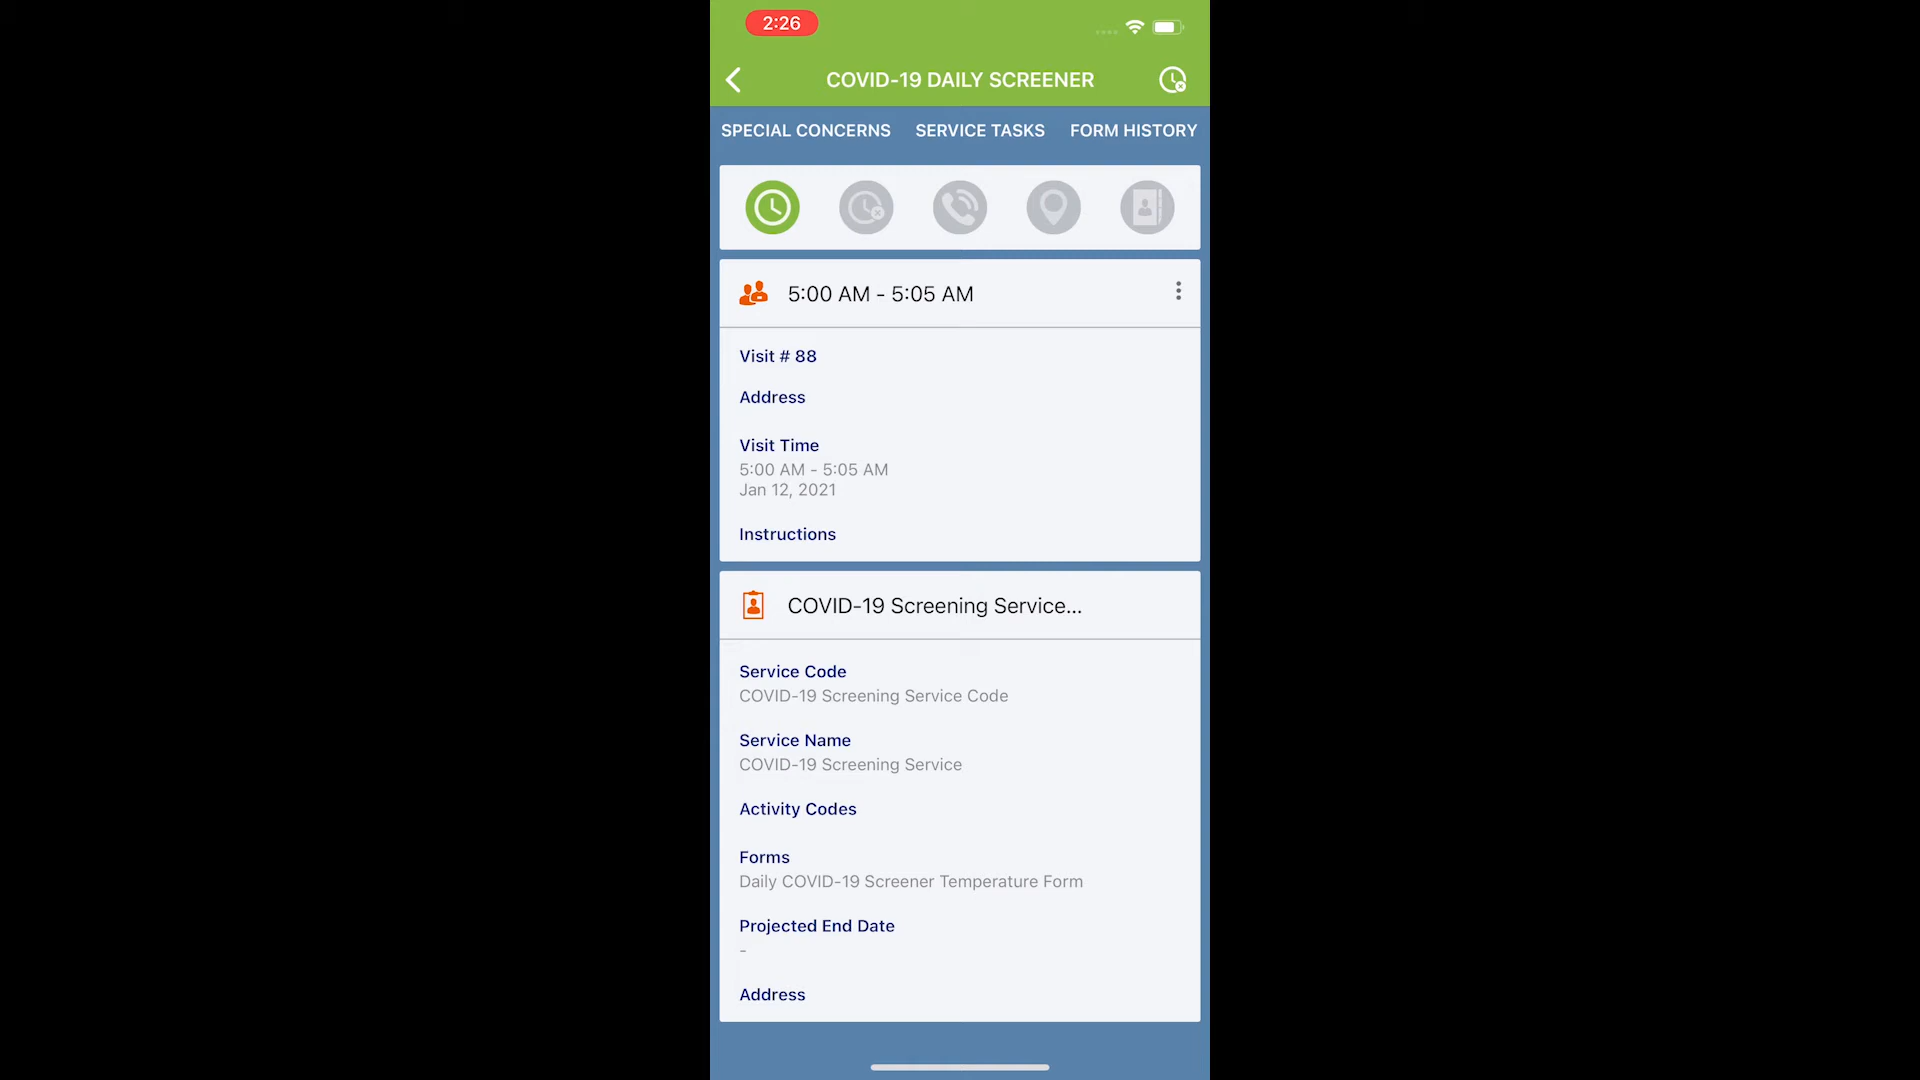 2:26
COVID-19 DAILY SCREENER
SPECIAL CONCERNS SERVICE TASKS FORM HISTORY
5:00 AM - 5:05 AM
Visit # 88
Address
Visit Time
5:00 AM - 5:05 AM
Jan 12, 2021
Instructions
COVID-19 Screening Service...
Service Code
COVID-19 Screening Service Code
Service Name
COVID-19 Screening Service
Activity Codes
Forms
Daily COVID-19 Screener Temperature Form
Projected End Date
-
Address